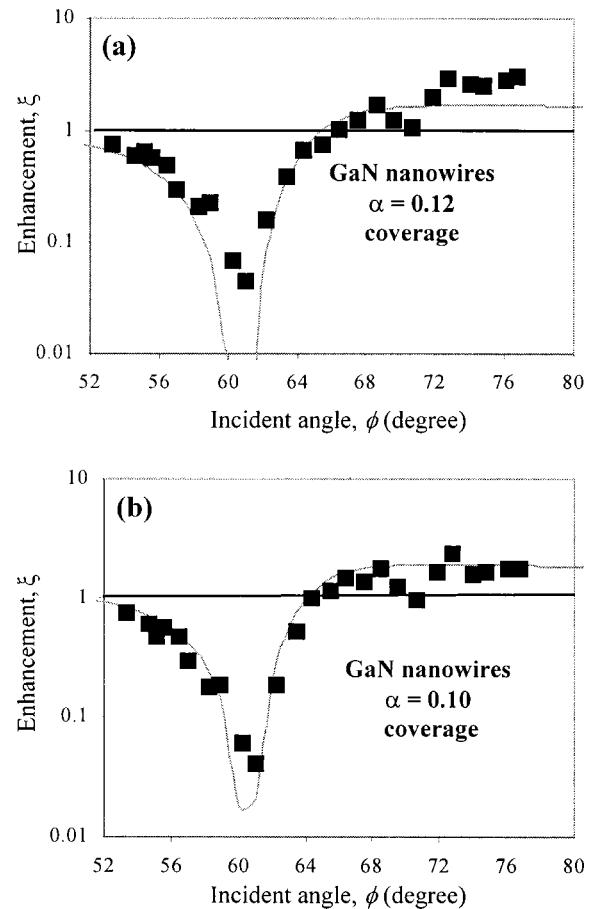 (a)
10
1
0.1
0.01
Enhancement, ξ
GaN nanowires
α = 0.12
coverage
52 56 60 64 68 72 76 80
Incident angle, ϕ (degree)
(b)
10
1
0.1
0.01
Enhancement, ξ
GaN nanowires
α = 0.10
coverage
52 56 60 64 68 72 76 80
Incident angle, ϕ (degree)